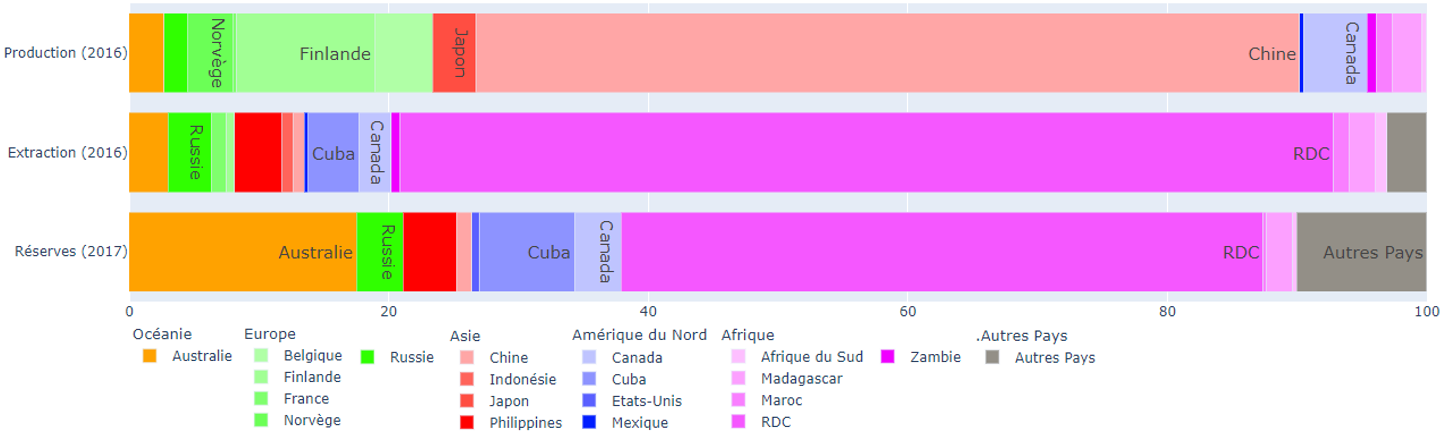 Production (2016)
Norvège
Finlande
Japon
Chine
Canada
Extraction (2016)
Russie
Cuba
Canada
RDC
Réserves (2017)
Australie
Russie
Cuba
Canada
RDC
Autres Pays
0 20 40 60 80 100
Océanie
Australie
Europe
Belgique
Finlande
France
Norvège
Russie
Asie
Chine
Indonésie
Japon
Philippines
Amérique du Nord
Canada
Cuba
Etats-Unis
Mexique
Afrique
Afrique du Sud
Madagascar
Maroc
RDC
Zambie
.Autres Pays
Autres Pays